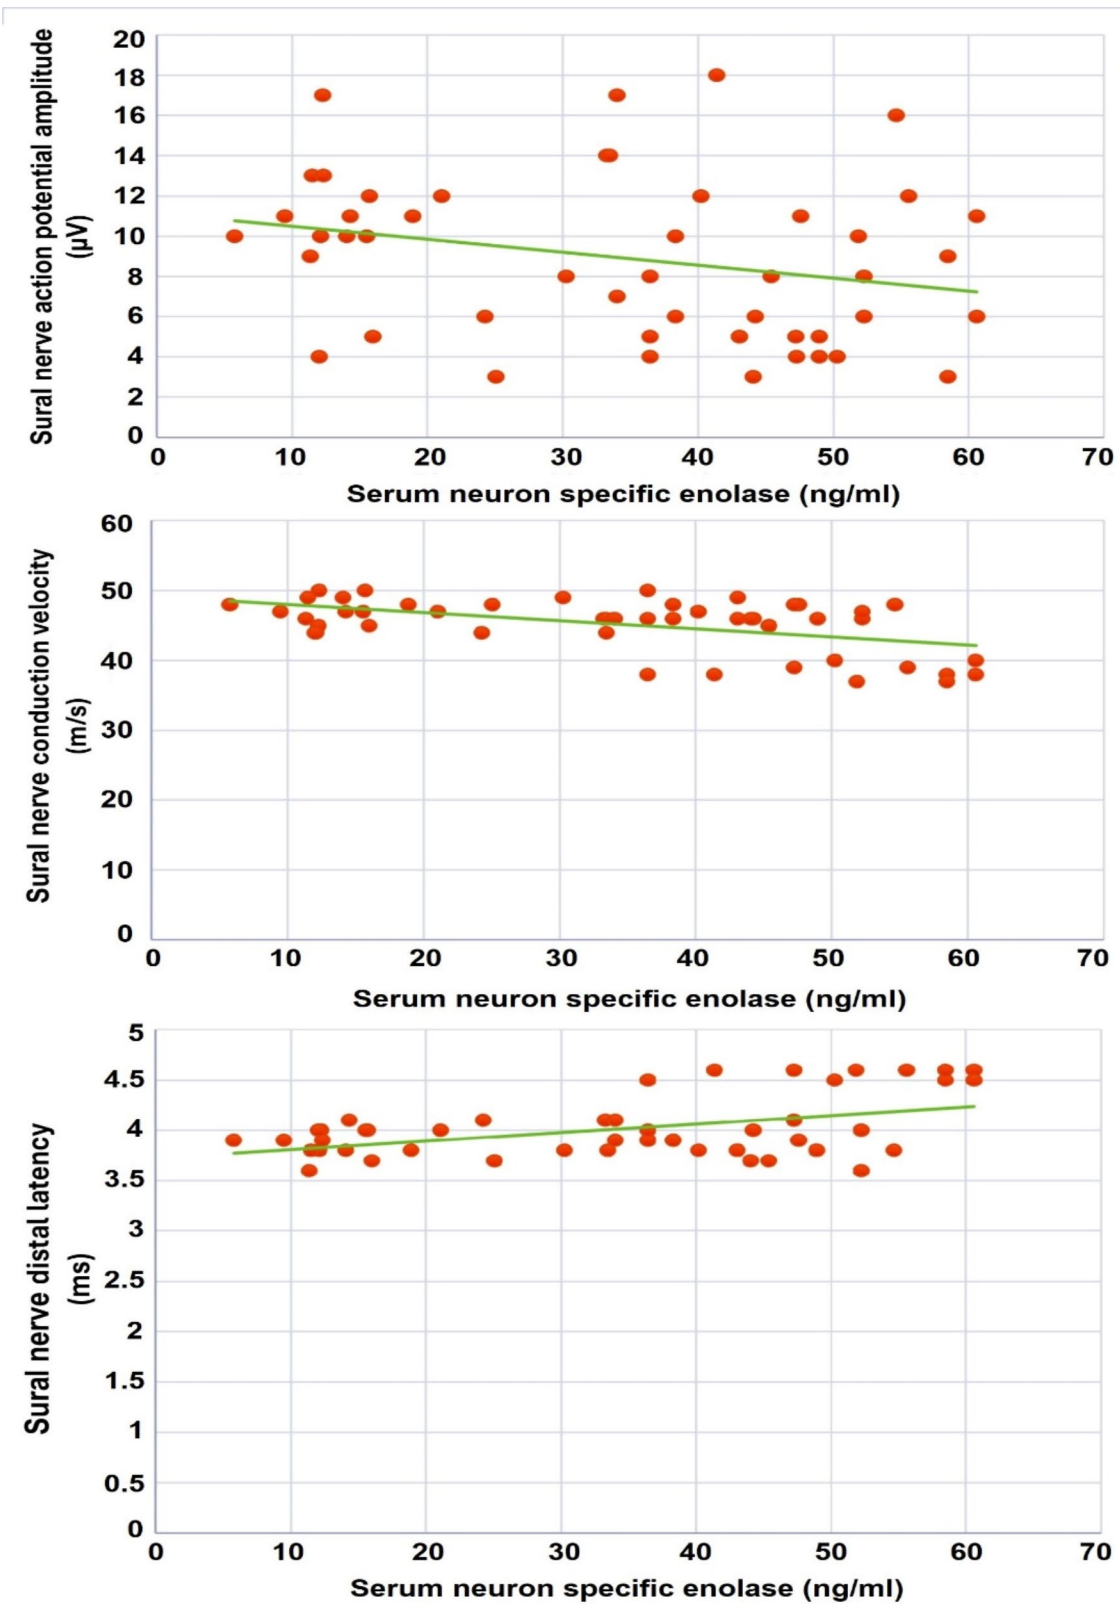 Sural nerve action potential amplitude
(µV)
20
18
16
14
12
10
8
6
4
2
0
0 10 20 30 40 50 60 70
Serum neuron specific enolase (ng/ml)
Sural nerve conduction velocity
(m/s)
60
50
40
30
20
10
0
0 10 20 30 40 50 60 70
Serum neuron specific enolase (ng/ml)
Sural nerve distal latency
(ms)
5
4.5
4
3.5
3
2.5
2
1.5
1
0.5
0
0 10 20 30 40 50 60 70
Serum neuron specific enolase (ng/ml)